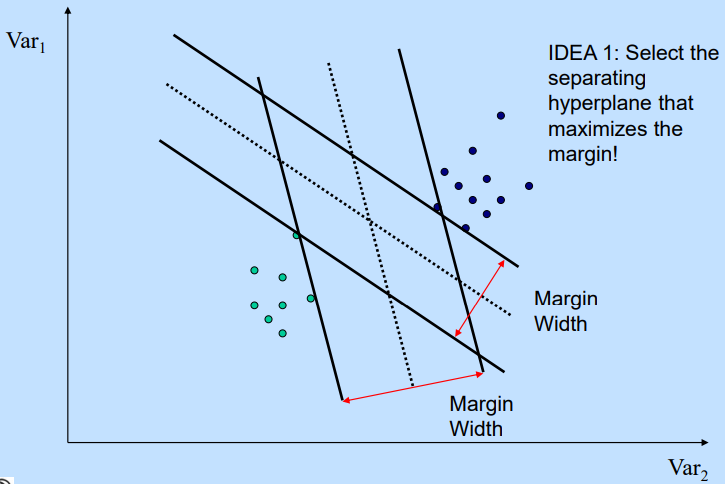 Var₁
IDEA 1: Select the
separating
hyperplane that
maximizes the
margin!
Margin
Width
Margin
Width
Var₂